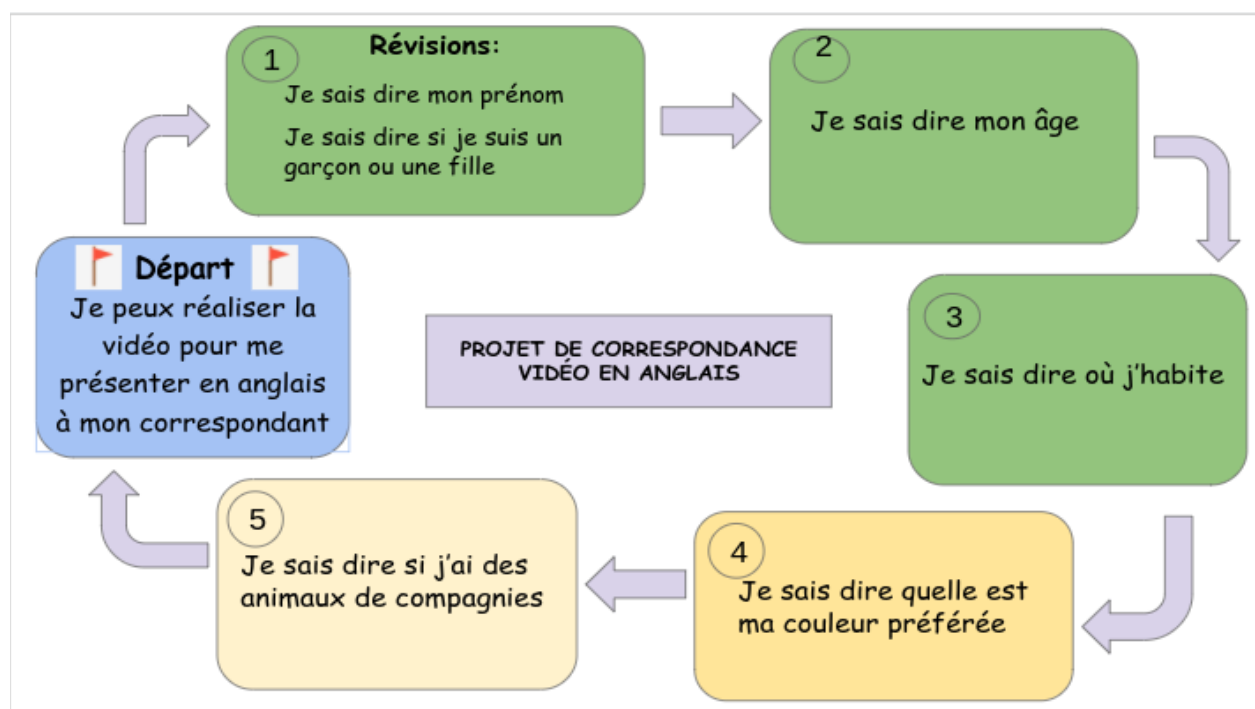 1
Révisions:
Je sais dire mon prénom
Je sais dire si je suis un
garçon ou une fille
2
Je sais dire mon âge
Départ
Je peux réaliser la
vidéo pour me
présenter en anglais
à mon correspondant
PROJET DE CORRESPONDANCE
VIDÉO EN ANGLAIS
3
Je sais dire où j'habite
4
Je sais dire quelle est
ma couleur préférée
5
Je sais dire si j'ai des
animaux de compagnies